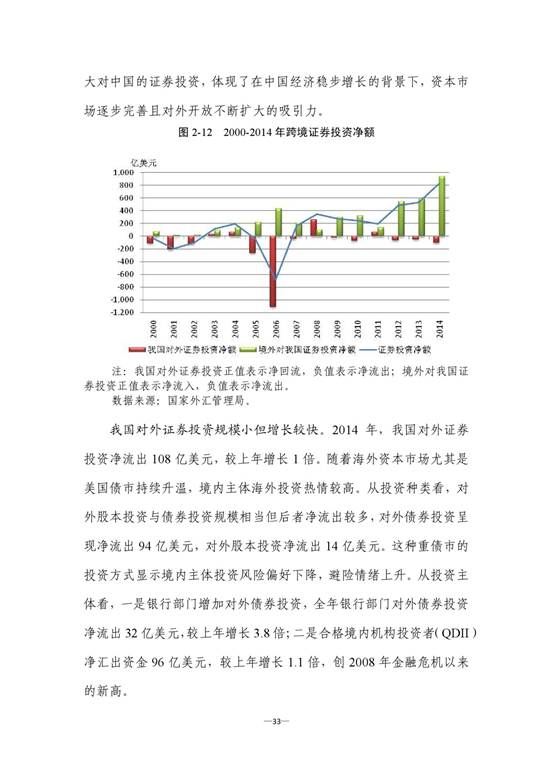 大对中国的证券投资，体现了在中国经济稳步增长的背景下，资本市
场逐步完善且对外开放不断扩大的吸引力。
图 2-12 2000-2014 年跨境证券投资净额
亿美元
1,000
800
600
400
200
0
-200
-400
-600
-800
-1,000
-1,200
2000 2001 2002 2003 2004 2005 2006 2007 2008 2009 2010 2011 2012 2013 2014
我国对外证券投资净额 境外对我国证券投资净额 证券投资净额
注：我国对外证券投资正值表示净回流，负值表示净流出；境外对我国证
券投资正值表示净流入，负值表示净流出。
数据来源：国家外汇管理局。
我国对外证券投资规模小但增长较快。2014 年，我国对外证券
投资净流出 108 亿美元，较上年增长 1 倍。随着海外资本市场尤其是
美国债市持续升温，境内主体海外投资热情较高。从投资种类看，对
外股本投资与债券投资规模相当但后者净流出较多，对外债券投资呈
现净流出 94 亿美元，对外股本投资净流出 14 亿美元。这种重债市的
投资方式显示境内主体投资风险偏好下降，避险情绪上升。从投资主
体看，一是银行部门增加对外债券投资，全年银行部门对外债券投资
净流出 32 亿美元，较上年增长 3.8 倍；二是合格境内机构投资者（QDII）
净汇出资金 96 亿美元，较上年增长 1.1 倍，创 2008 年金融危机以来
的新高。
—33—